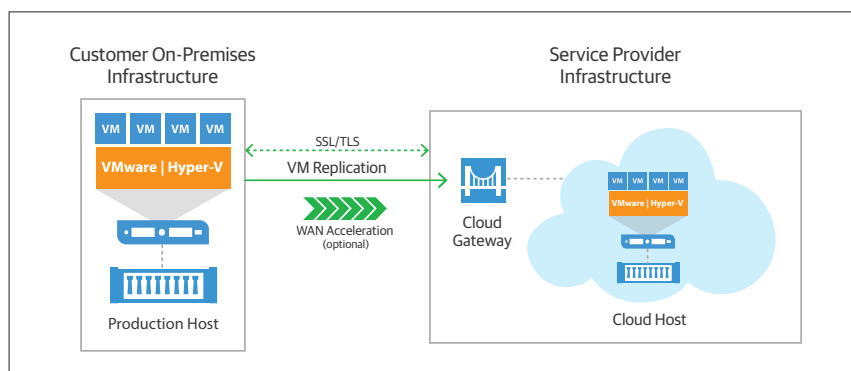 Customer On-Premises
Infrastructure
Service Provider
Infrastructure
VM VM VM VM
VMware | Hyper-V
Production Host
SSL/TLS
VM Replication
WAN Acceleration
(optional)
Cloud
Gateway
VM VM VM VM
VMware | Hyper-V
Cloud Host